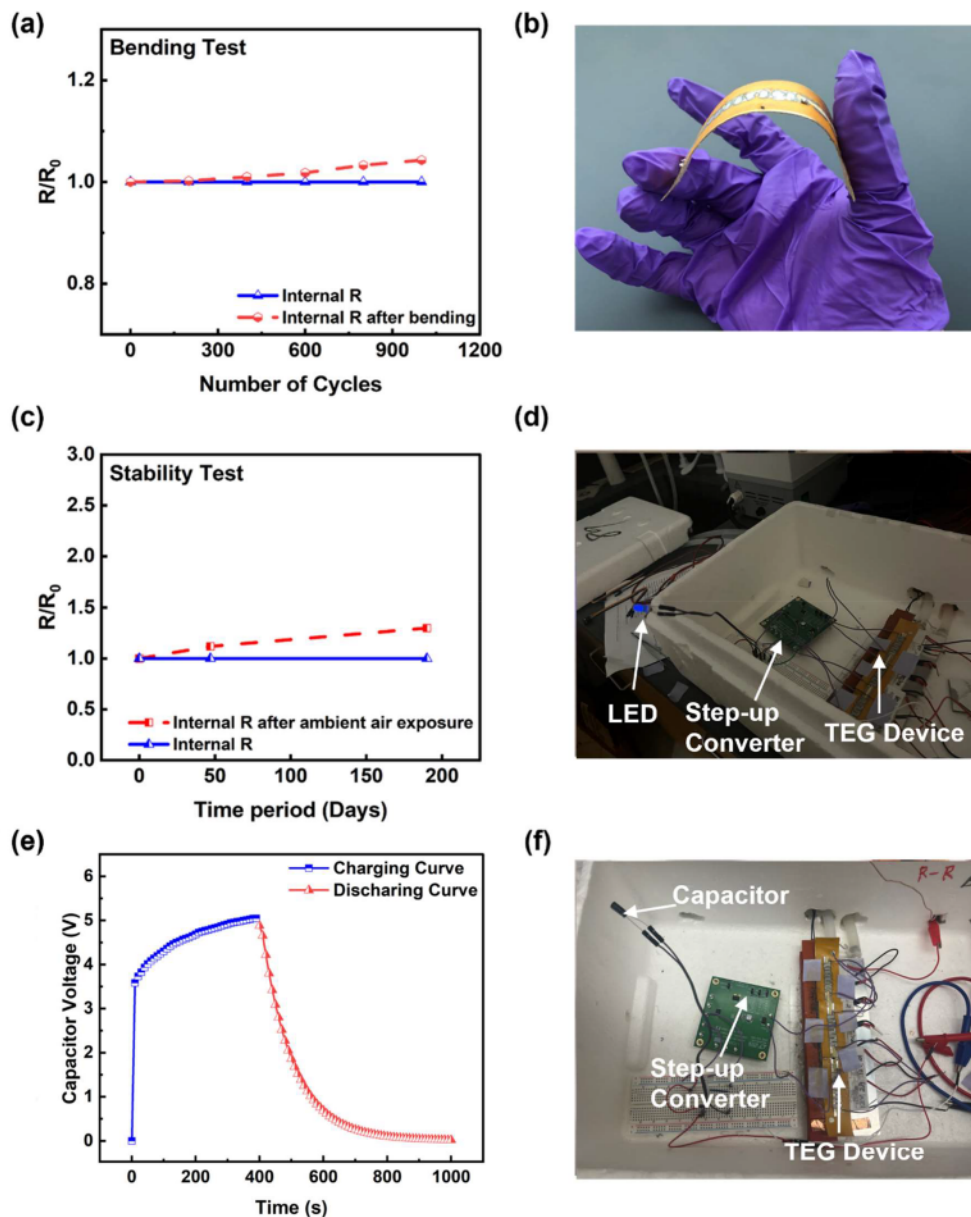 (a)
Bending Test
1.2
1.0
0.8
R/R0
Internal R
Internal R after bending
0
300
600
900
1200
Number of Cycles
(b)
(c)
Stability Test
3.0
2.5
2.0
1.5
1.0
0.5
0.0
R/R0
Internal R after ambient air exposure
Internal R
0
50
100
150
200
Time period (Days)
(d)
LED
Step-up
Converter
TEG Device
(e)
Charging Curve
Discharing Curve
6
5
4
3
2
1
0
Capacitor Voltage (V)
0
200
400
600
800
1000
Time (s)
(f)
R-R
Capacitor
Step-up
Converter
TEG Device